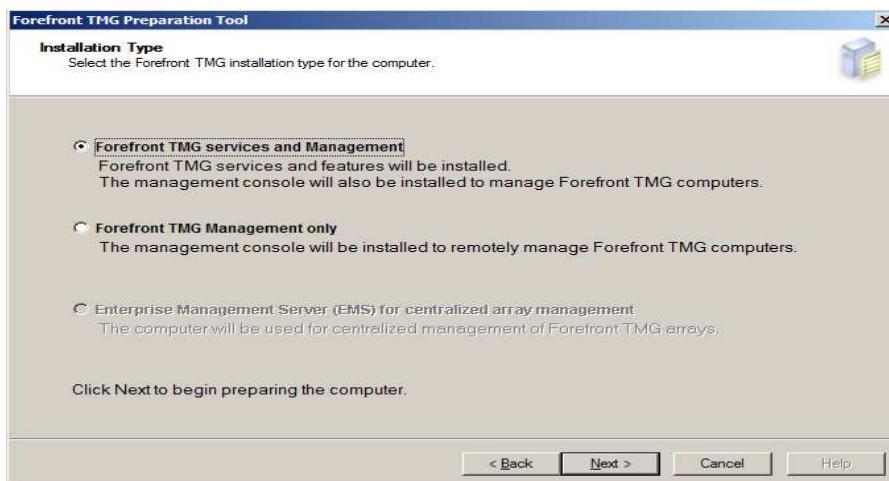 Forefront TMG Preparation Tool
Installation Type
Select the Forefront TMG installation type for the computer.
Forefront TMG services and Management
Forefront TMG services and features will be installed.
The management console will also be installed to manage Forefront TMG computers.
Forefront TMG Management only
The management console will be installed to remotely manage Forefront TMG computers.
Enterprise Management Server (EMS) for centralized array management
The computer will be used for centralized management of Forefront TMG arrays.
Click Next to begin preparing the computer.
< Back
Next >
Cancel
Help